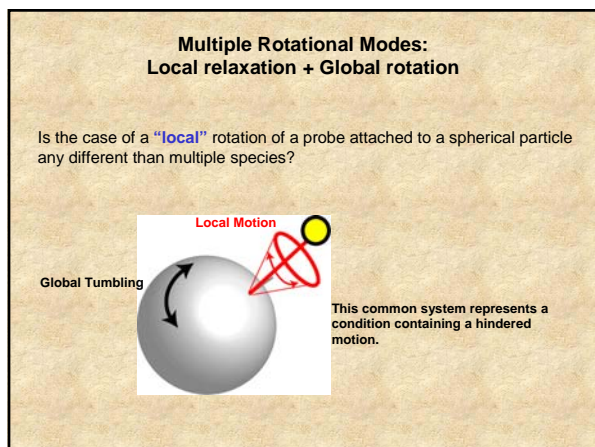 Multiple Rotational Modes:
Local relaxation + Global rotation
Is the case of a “local” rotation of a probe attached to a spherical particle
any different than multiple species?
Local Motion
Global Tumbling
This common system represents a
condition containing a hindered
motion.